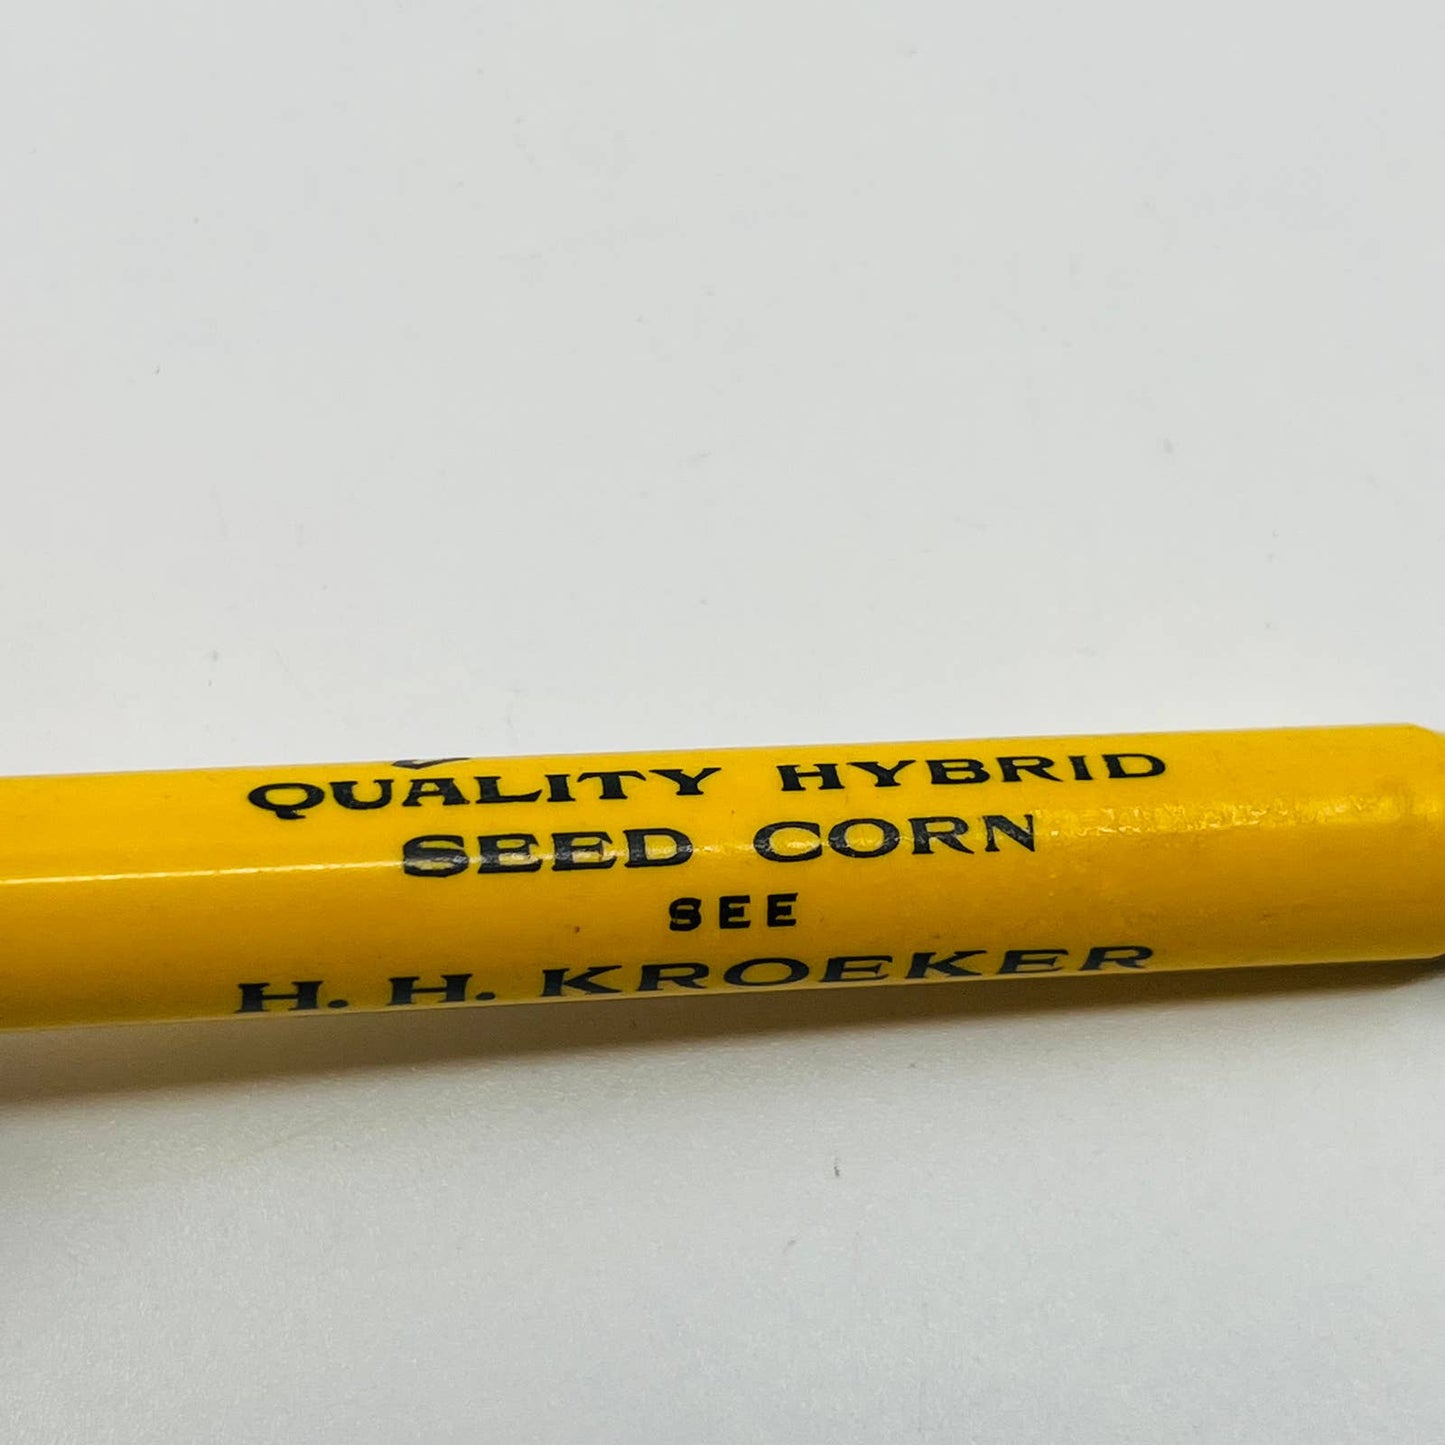 QUALITY HYBRID
SEED CORN
SEE
H. H. KROEKER